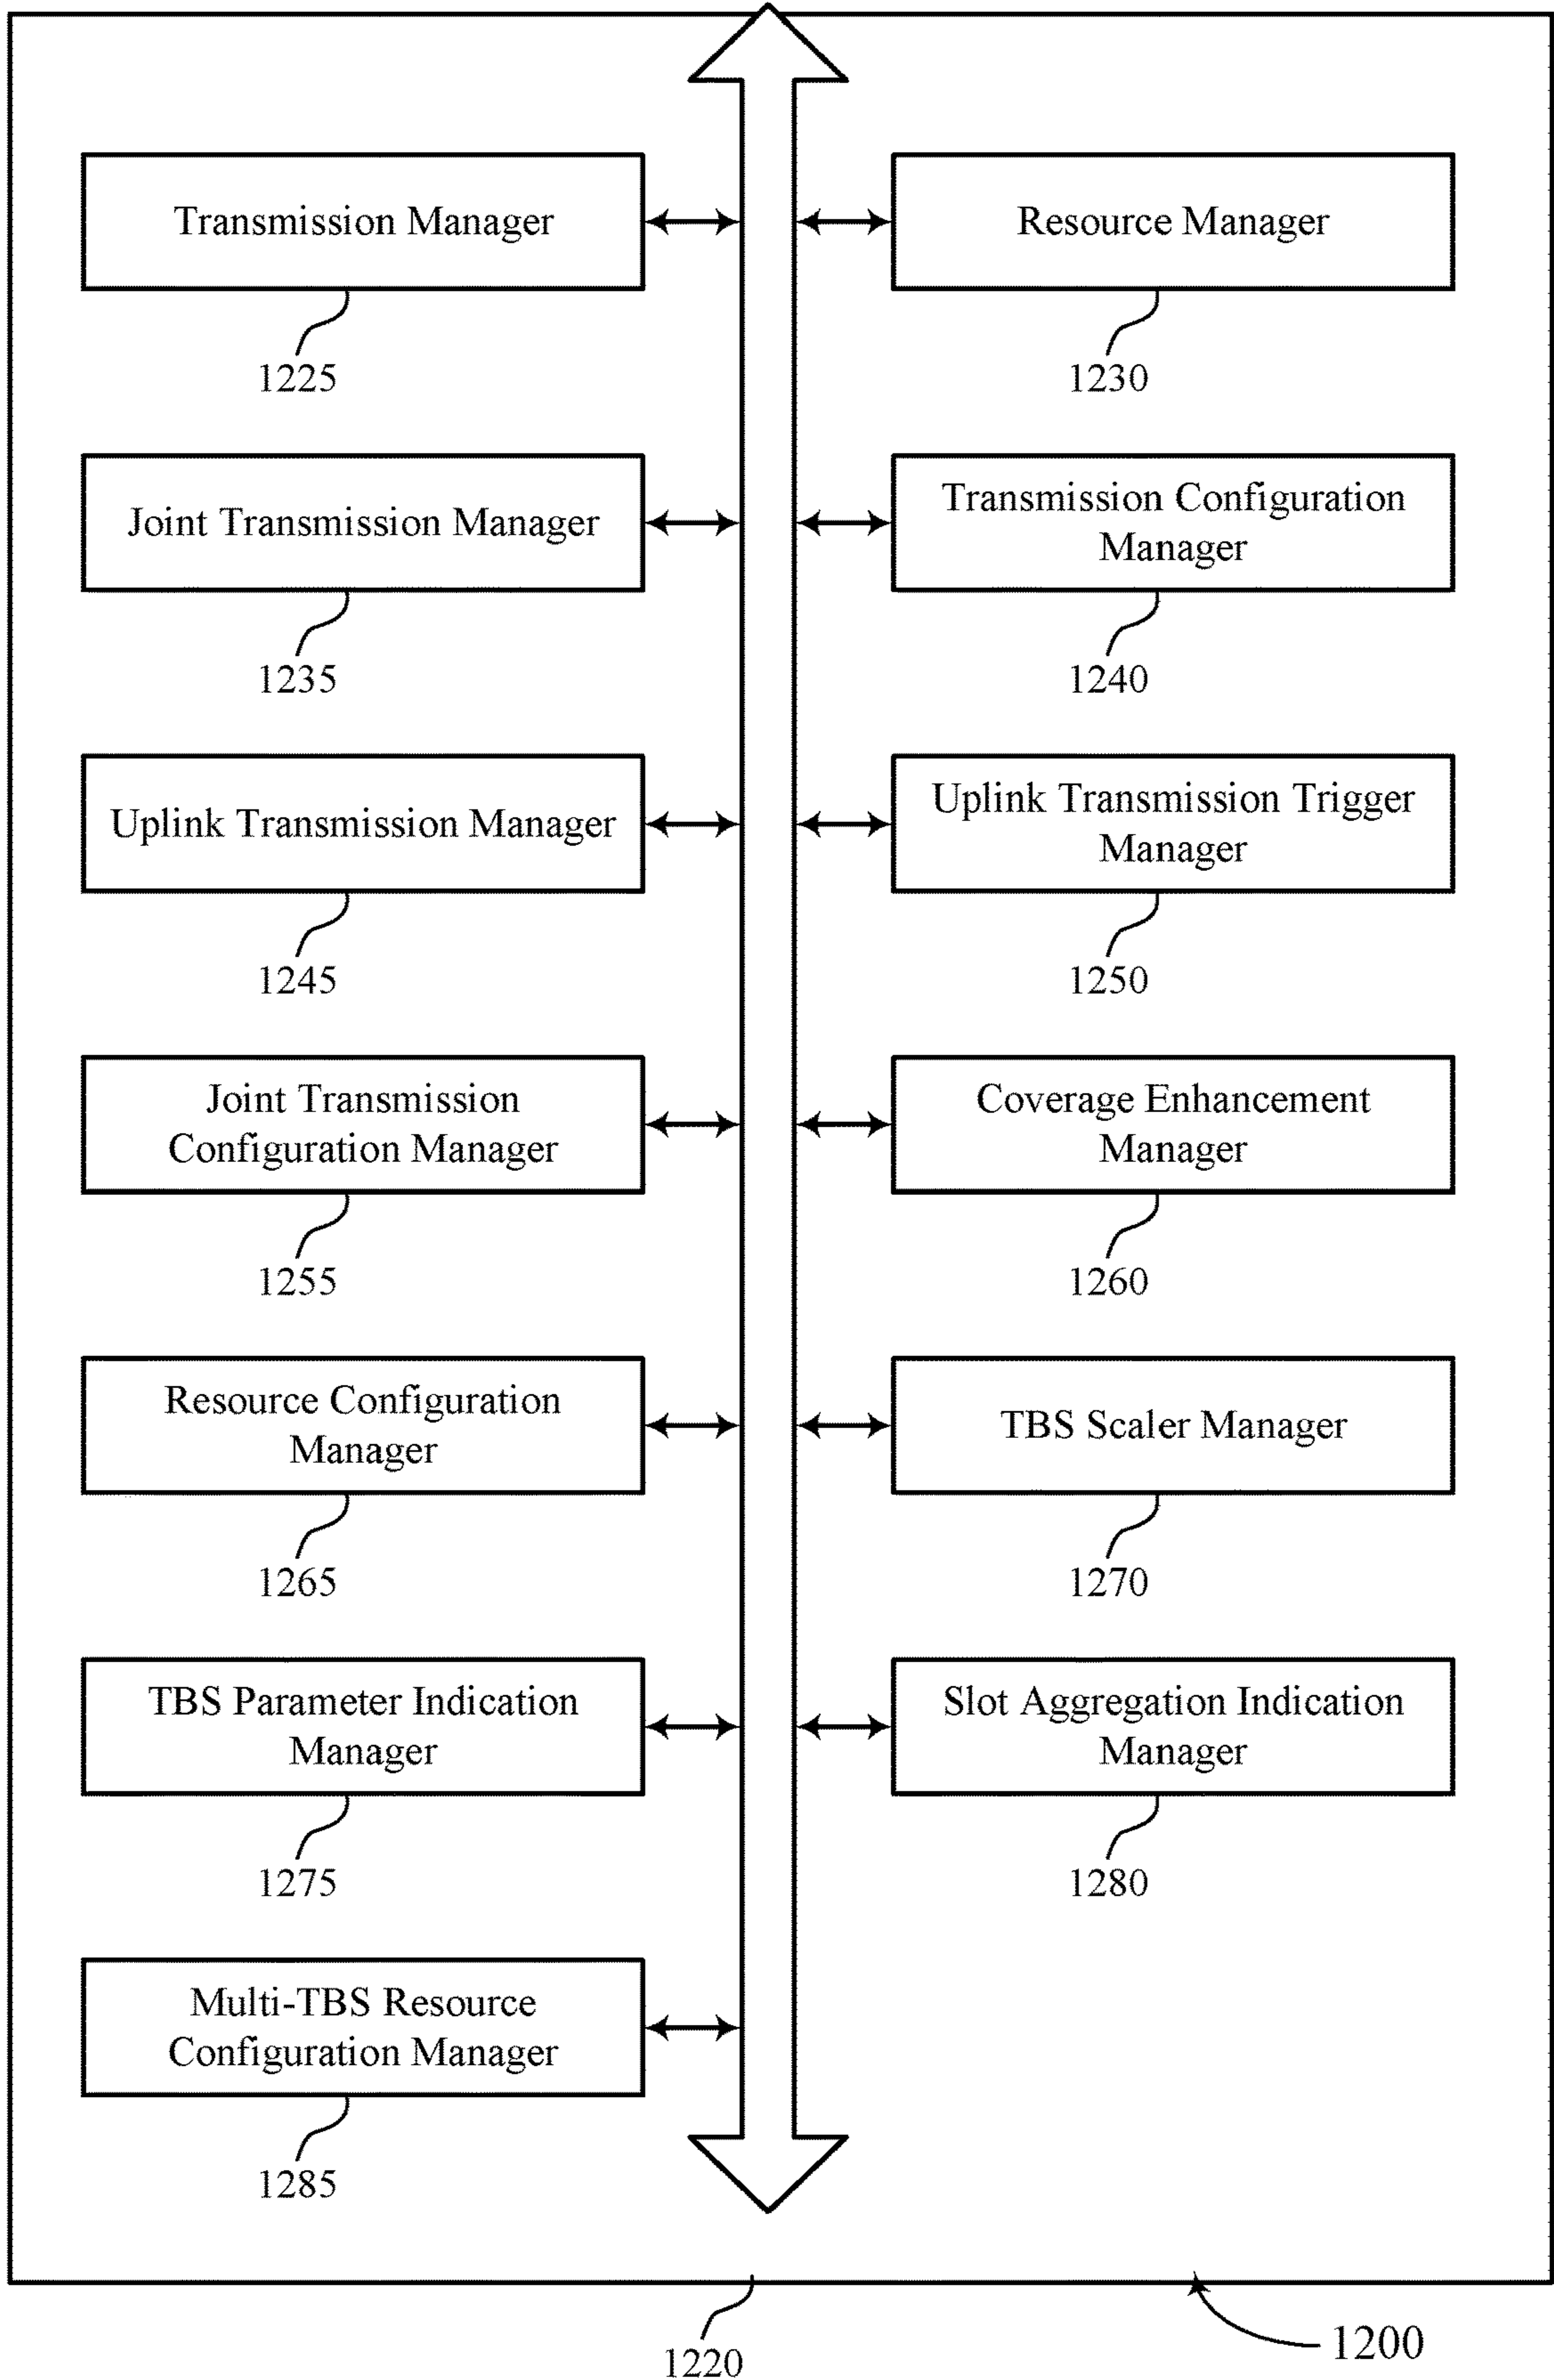 Transmission Manager
1225
Resource Manager
1230
Joint Transmission Manager
1235
Transmission Configuration
Manager
1240
Uplink Transmission Manager
1245
Uplink Transmission Trigger
Manager
1250
Joint Transmission
Configuration Manager
1255
Coverage Enhancement
Manager
1260
Resource Configuration
Manager
1265
TBS Scaler Manager
1270
TBS Parameter Indication
Manager
1275
Slot Aggregation Indication
Manager
1280
Multi-TBS Resource
Configuration Manager
1285
1220
1200